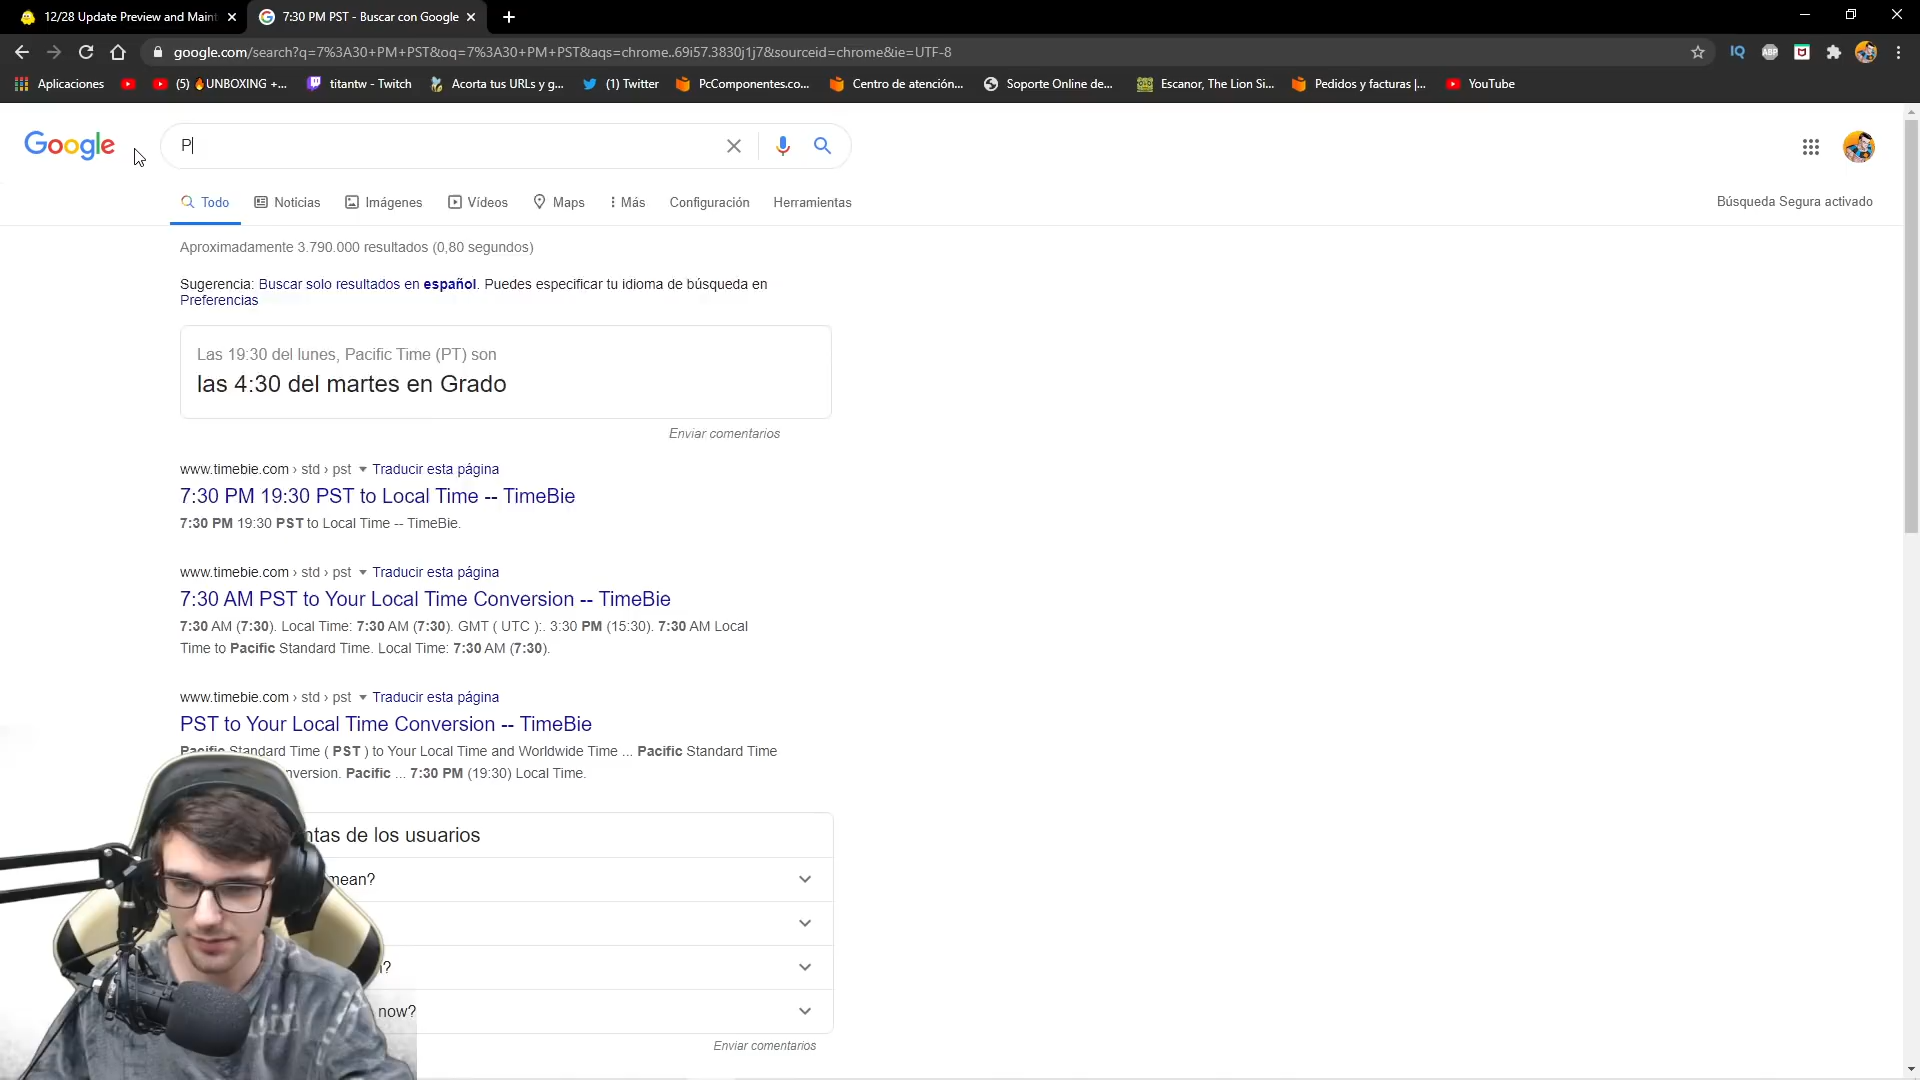 12/28 Update Preview and Maint
7:30 PM PST - Buscar con Google
google.com/search?q=7%3A30+PM+PST&oq=7%3A30+PM+PST&aqs=chrome..69i57.3830j1j7&sourceid=chrome&ie=UTF-8
IQ
ABP
Aplicaciones
(5) 🔥UNBOXING +...
titantw - Twitch
Acorta tus URLs y g...
(1) Twitter
PcComponentes.co...
Centro de atención...
Soporte Online de...
Escanor, The Lion Si...
Pedidos y facturas |...
YouTube
Google
P
Todo
Noticias
Imágenes
Vídeos
Maps
Más
Configuración
Herramientas
Búsqueda Segura activado
Aproximadamente 3.790.000 resultados (0,80 segundos)
Sugerencia: Buscar solo resultados en español. Puedes especificar tu idioma de búsqueda en
Preferencias
Las 19:30 del lunes, Pacific Time (PT) son
las 4:30 del martes en Grado
Enviar comentarios
www.timebie.com › std › pst ▾ Traducir esta página
7:30 PM 19:30 PST to Local Time -- TimeBie
7:30 PM 19:30 PST to Local Time -- TimeBie.
www.timebie.com › std › pst ▾ Traducir esta página
7:30 AM PST to Your Local Time Conversion -- TimeBie
7:30 AM (7:30). Local Time: 7:30 AM (7:30). GMT ( UTC ):. 3:30 PM (15:30). 7:30 AM Local
Time to Pacific Standard Time. Local Time: 7:30 AM (7:30).
www.timebie.com › std › pst ▾ Traducir esta página
PST to Your Local Time Conversion -- TimeBie
Pacific Standard Time ( PST ) to Your Local Time and Worldwide Time ... Pacific Standard Time
nversion. Pacific ... 7:30 PM (19:30) Local Time.
ntas de los usuarios
mean?
?
now?
Enviar comentarios